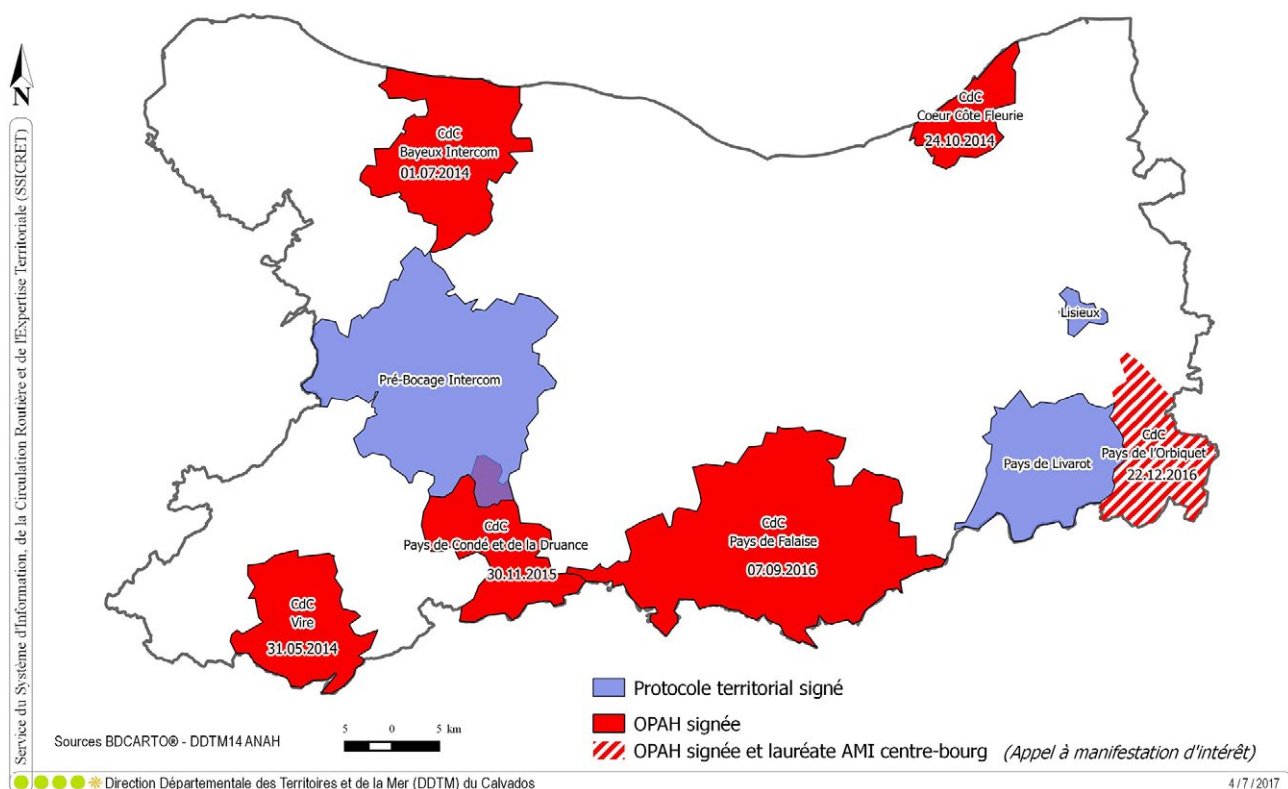 N
Service du Système d'Information, de la Circulation Routière et de l'Expertise Territoriale (SSICRET)
CdC
Bayeux Intercom
01.07.2014
CdC
Coeur Côte Fleurie
24.10.2014
Lisieux
Pré-Bocage Intercom
CdC
Pays de l'Orbiquet
22.12.2016
Pays de Livarot
CdC
Pays de Condé et de la Druance
30.11.2015
CdC
Pays de Falaise
07.09.2016
CdC
Vire
31.05.2014
Protocole territorial signé
OPAH signée
OPAH signée et lauréate AMI centre-bourg (Appel à manifestation d'intérêt)
5 0 5 km
Sources BDCARTO® - DDTM14 ANAH
Direction Départementale des Territoires et de la Mer (DDTM) du Calvados
4/7/2017